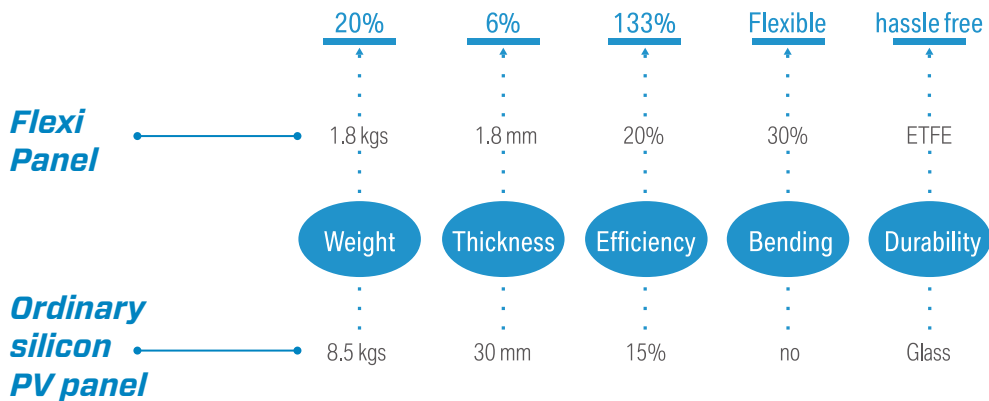 20% 6% 133% Flexible hassle free
Flexi
Panel
1.8 kgs 1.8 mm 20% 30% ETFE
Weight Thickness Efficiency Bending Durability
Ordinary
silicon
PV panel
8.5 kgs 30 mm 15% no Glass